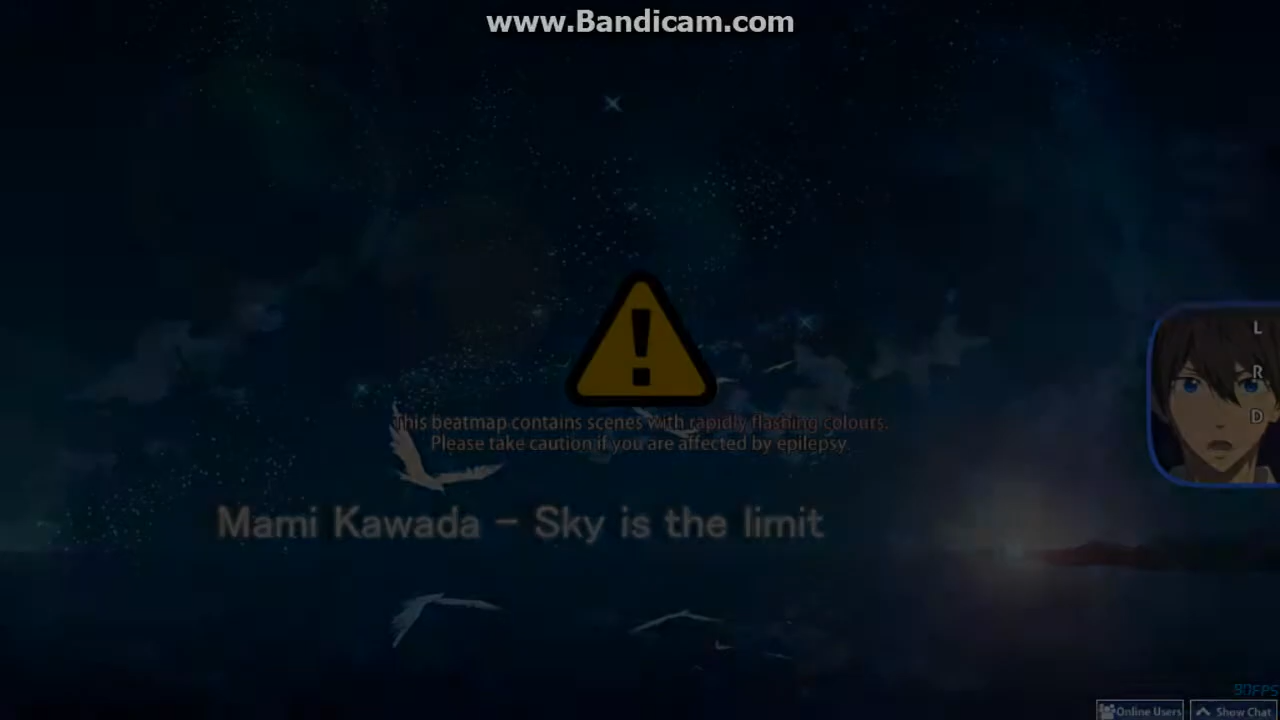 www.Bandicam.com
L
R
D
This beatmap contains scenes with rapidly flashing colours.
Please take caution if you are affected by epilepsy.
Mami Kawada - Sky is the limit
Online Users
Show Chat